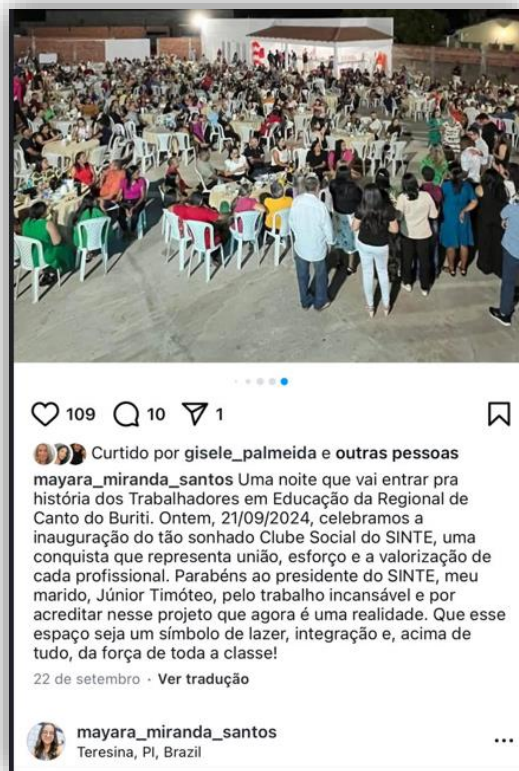 109 10 1
Curtido por gisele_palmeida e outras pessoas
mayara_miranda_santos Uma noite que vai entrar pra
história dos Trabalhadores em Educação da Regional de
Canto do Buriti. Ontem, 21/09/2024, celebramos a
inauguração do tão sonhado Clube Social do SINTE, uma
conquista que representa união, esforço e a valorização de
cada profissional. Parabéns ao presidente do SINTE, meu
marido, Júnior Timóteo, pelo trabalho incansável e por
acreditar nesse projeto que agora é uma realidade. Que esse
espaço seja um símbolo de lazer, integração e, acima de
tudo, da força de toda a classe!
22 de setembro · Ver tradução
mayara_miranda_santos
Teresina, PI, Brazil